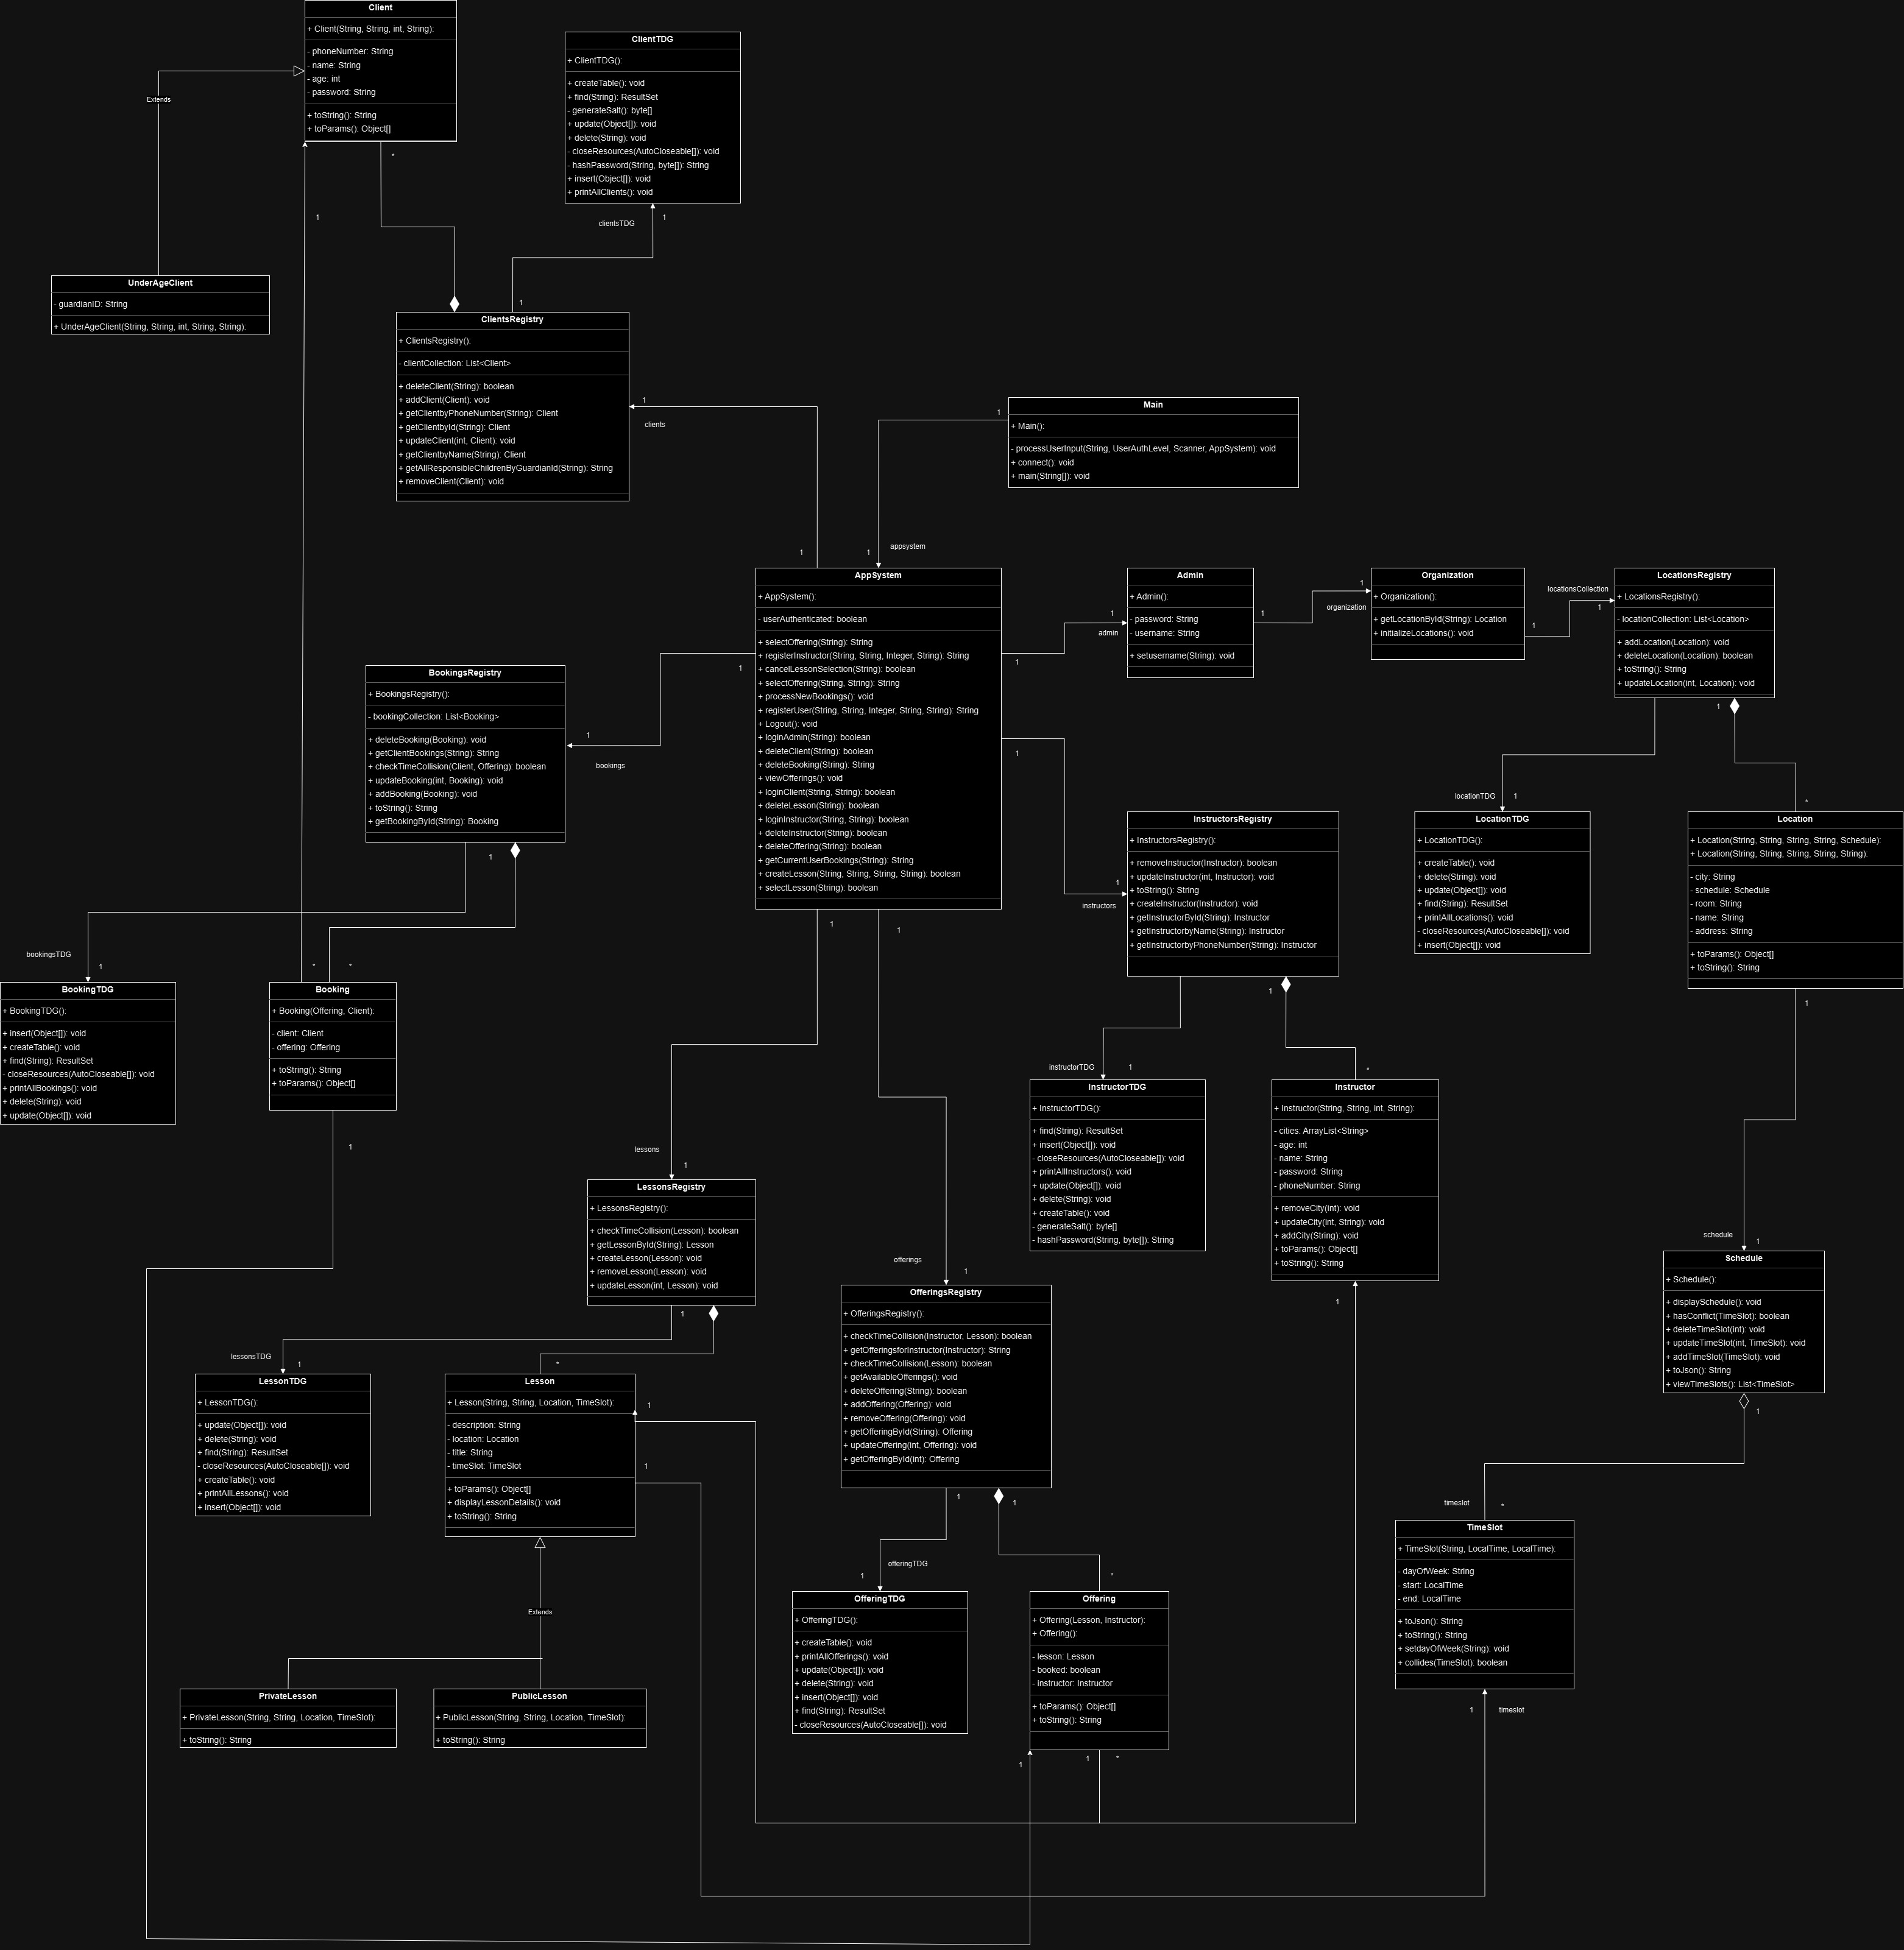 Client
+ Client(String, String, int, String):
- phoneNumber: String
- name: String
- age: int
- password: String
+ toString(): String
+ toParams(): Object[]
*
1
Extends
ClientTDG
+ ClientTDG():
+ createTable(): void
+ find(String): ResultSet
- generateSalt(): byte[]
+ update(Object[]): void
+ delete(String): void
- closeResources(AutoCloseable[]): void
- hashPassword(String, byte[]): String
+ insert(Object[]): void
+ printAllClients(): void
clientsTDG
1
UnderAgeClient
- guardianID: String
+ UnderAgeClient(String, String, int, String, String):
1
ClientsRegistry
+ ClientsRegistry():
- clientCollection: List<Client>
+ deleteClient(String): boolean
+ addClient(Client): void
+ getClientbyPhoneNumber(String): Client
+ getClientbyId(String): Client
+ updateClient(int, Client): void
+ getClientbyName(String): Client
+ getAllResponsibleChildrenByGuardianId(String): String
+ removeClient(Client): void
1
clients
Main
+ Main():
- processUserInput(String, UserAuthLevel, Scanner, AppSystem): void
+ connect(): void
+ main(String[]): void
1
1
1
appsystem
AppSystem
+ AppSystem():
- userAuthenticated: boolean
+ selectOffering(String): String
+ registerInstructor(String, String, Integer, String): String
+ cancelLessonSelection(String): boolean
+ selectOffering(String, String): String
+ processNewBookings(): void
+ registerUser(String, String, Integer, String, String): String
+ Logout(): void
+ loginAdmin(String): boolean
+ deleteClient(String): boolean
+ deleteBooking(String): String
+ viewOfferings(): void
+ loginClient(String, String): boolean
+ deleteLesson(String): boolean
+ loginInstructor(String, String): boolean
+ deleteInstructor(String): boolean
+ deleteOffering(String): boolean
+ getCurrentUserBookings(String): String
+ createLesson(String, String, String, String): boolean
+ selectLesson(String): boolean
1
1
admin
Admin
+ Admin():
- password: String
- username: String
+ setusername(String): void
1
1
organization
Organization
+ Organization():
+ getLocationById(String): Location
+ initializeLocations(): void
1
locationsCollection
1
LocationsRegistry
+ LocationsRegistry():
- locationCollection: List<Location>
+ addLocation(Location): void
+ deleteLocation(Location): boolean
+ toString(): String
+ updateLocation(int, Location): void
1
BookingsRegistry
+ BookingsRegistry():
- bookingCollection: List<Booking>
+ deleteBooking(Booking): void
+ getClientBookings(String): String
+ checkTimeCollision(Client, Offering): boolean
+ updateBooking(int, Booking): void
+ addBooking(Booking): void
+ toString(): String
+ getBookingById(String): Booking
1
1
bookings
1
1
1
instructors
locationTDG
1
*
InstructorsRegistry
+ InstructorsRegistry():
+ removeInstructor(Instructor): boolean
+ updateInstructor(int, Instructor): void
+ toString(): String
+ createInstructor(Instructor): void
+ getInstructorById(String): Instructor
+ getInstructorbyName(String): Instructor
+ getInstructorbyPhoneNumber(String): Instructor
1
LocationTDG
+ LocationTDG():
+ createTable(): void
+ delete(String): void
+ update(Object[]): void
+ find(String): ResultSet
+ printAllLocations(): void
- closeResources(AutoCloseable[]): void
+ insert(Object[]): void
Location
+ Location(String, String, String, String, Schedule):
+ Location(String, String, String, String, String):
- city: String
- schedule: Schedule
- room: String
- name: String
- address: String
+ toParams(): Object[]
+ toString(): String
1
1
1
bookingsTDG
1
*
*
BookingTDG
+ BookingTDG():
+ insert(Object[]): void
+ createTable(): void
+ find(String): ResultSet
- closeResources(AutoCloseable[]): void
+ printAllBookings(): void
+ delete(String): void
+ update(Object[]): void
Booking
+ Booking(Offering, Client):
- client: Client
- offering: Offering
+ toString(): String
+ toParams(): Object[]
1
instructorTDG
1
*
InstructorTDG
+ InstructorTDG():
+ find(String): ResultSet
+ insert(Object[]): void
- closeResources(AutoCloseable[]): void
+ printAllInstructors(): void
+ update(Object[]): void
+ delete(String): void
+ createTable(): void
- generateSalt(): byte[]
- hashPassword(String, byte[]): String
Instructor
+ Instructor(String, String, int, String):
- cities: ArrayList<String>
- age: int
- name: String
- password: String
- phoneNumber: String
+ removeCity(int): void
+ updateCity(int, String): void
+ addCity(String): void
+ toParams(): Object[]
+ toString(): String
1
lessons
1
LessonsRegistry
+ LessonsRegistry():
+ checkTimeCollision(Lesson): boolean
+ getLessonById(String): Lesson
+ createLesson(Lesson): void
+ removeLesson(Lesson): void
+ updateLesson(int, Lesson): void
1
offerings
1
OfferingsRegistry
+ OfferingsRegistry():
+ checkTimeCollision(Instructor, Lesson): boolean
+ getOfferingsforInstructor(Instructor): String
+ checkTimeCollision(Lesson): boolean
+ getAvailableOfferings(): void
+ deleteOffering(String): boolean
+ addOffering(Offering): void
+ removeOffering(Offering): void
+ getOfferingById(String): Offering
+ updateOffering(int, Offering): void
+ getOfferingById(int): Offering
1
1
schedule
1
Schedule
+ Schedule():
+ displaySchedule(): void
+ hasConflict(TimeSlot): boolean
+ deleteTimeSlot(int): void
+ updateTimeSlot(int, TimeSlot): void
+ addTimeSlot(TimeSlot): void
+ toJson(): String
+ viewTimeSlots(): List<TimeSlot>
1
lessonsTDG
1
*
LessonTDG
+ LessonTDG():
+ update(Object[]): void
+ delete(String): void
+ find(String): ResultSet
- closeResources(AutoCloseable[]): void
+ createTable(): void
+ printAllLessons(): void
+ insert(Object[]): void
Lesson
+ Lesson(String, String, Location, TimeSlot):
- description: String
- location: Location
- title: String
- timeSlot: TimeSlot
+ toParams(): Object[]
+ displayLessonDetails(): void
+ toString(): String
1
1
Extends
PrivateLesson
+ PrivateLesson(String, String, Location, TimeSlot):
+ toString(): String
PublicLesson
+ PublicLesson(String, String, Location, TimeSlot):
+ toString(): String
offeringTDG
1
*
OfferingTDG
+ OfferingTDG():
+ createTable(): void
+ printAllOfferings(): void
+ update(Object[]): void
+ delete(String): void
+ insert(Object[]): void
+ find(String): ResultSet
- closeResources(AutoCloseable[]): void
Offering
+ Offering(Lesson, Instructor):
+ Offering():
- lesson: Lesson
- booked: boolean
- instructor: Instructor
+ toParams(): Object[]
+ toString(): String
1
1
*
timeslot
*
TimeSlot
+ TimeSlot(String, LocalTime, LocalTime):
- dayOfWeek: String
- start: LocalTime
- end: LocalTime
+ toJson(): String
+ toString(): String
+ setdayOfWeek(String): void
+ collides(TimeSlot): boolean
1
timeslot